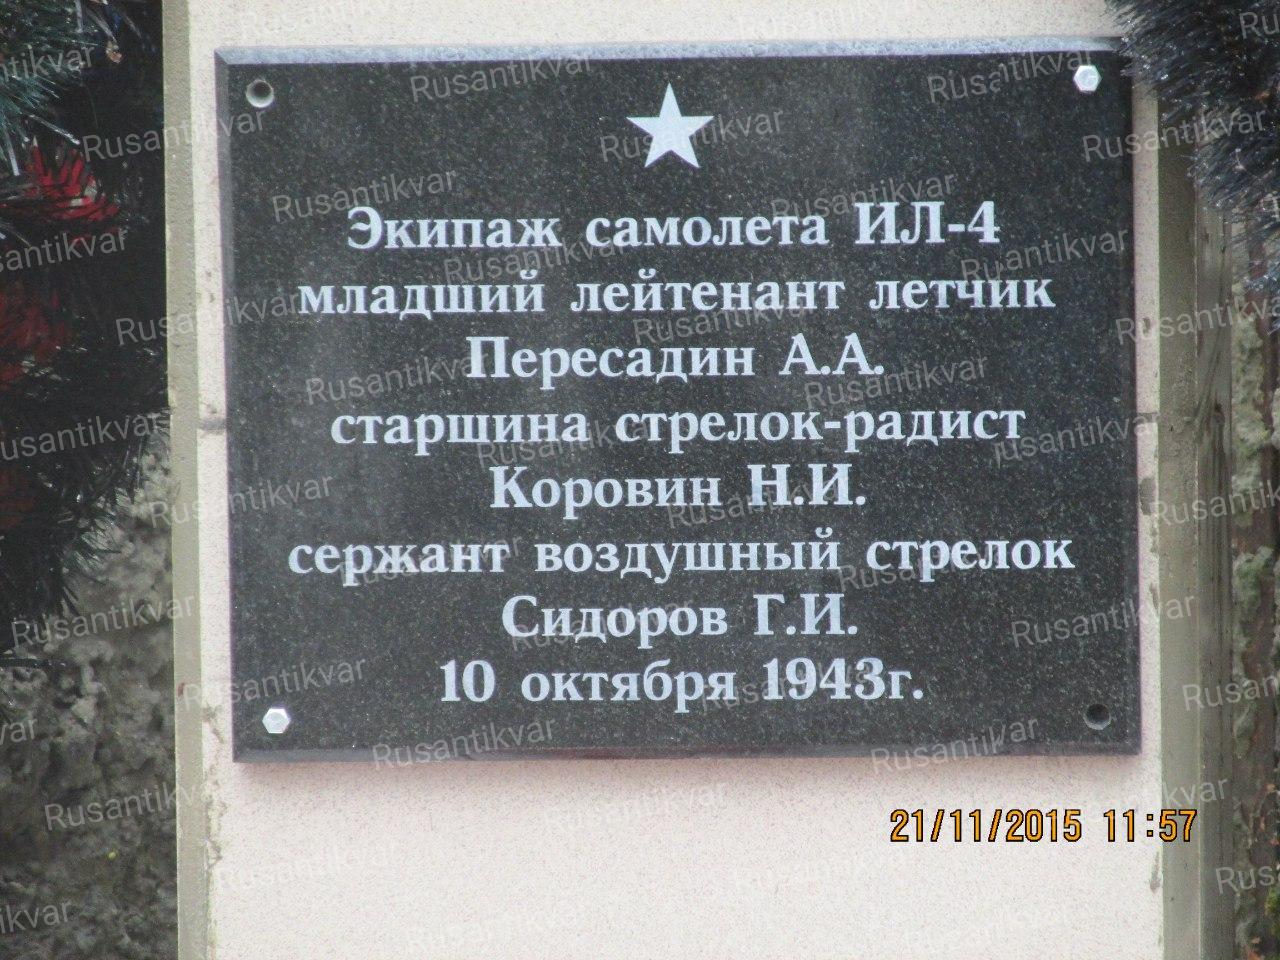 Экипаж самолета ИЛ-4
младший лейтенант летчик
Пересадин А.А.
старшина стрелок-радист
Коровин Н.И.
сержант воздушный стрелок
Сидоров Г.И.
10 октября 1943г.
21/11/2015 11:57
Rusantikvar